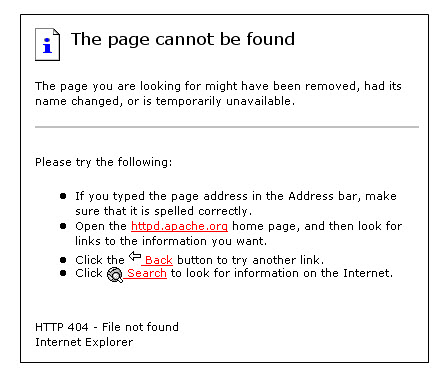 The page cannot be found
The page you are looking for might have been removed, had its
name changed, or is temporarily unavailable.
Please try the following:
If you typed the page address in the Address bar, make
sure that it is spelled correctly.
Open the httpd.apache.org home page, and then look for
links to the information you want.
Click the Back button to try another link.
Click Search to look for information on the Internet.
HTTP 404 - File not found
Internet Explorer